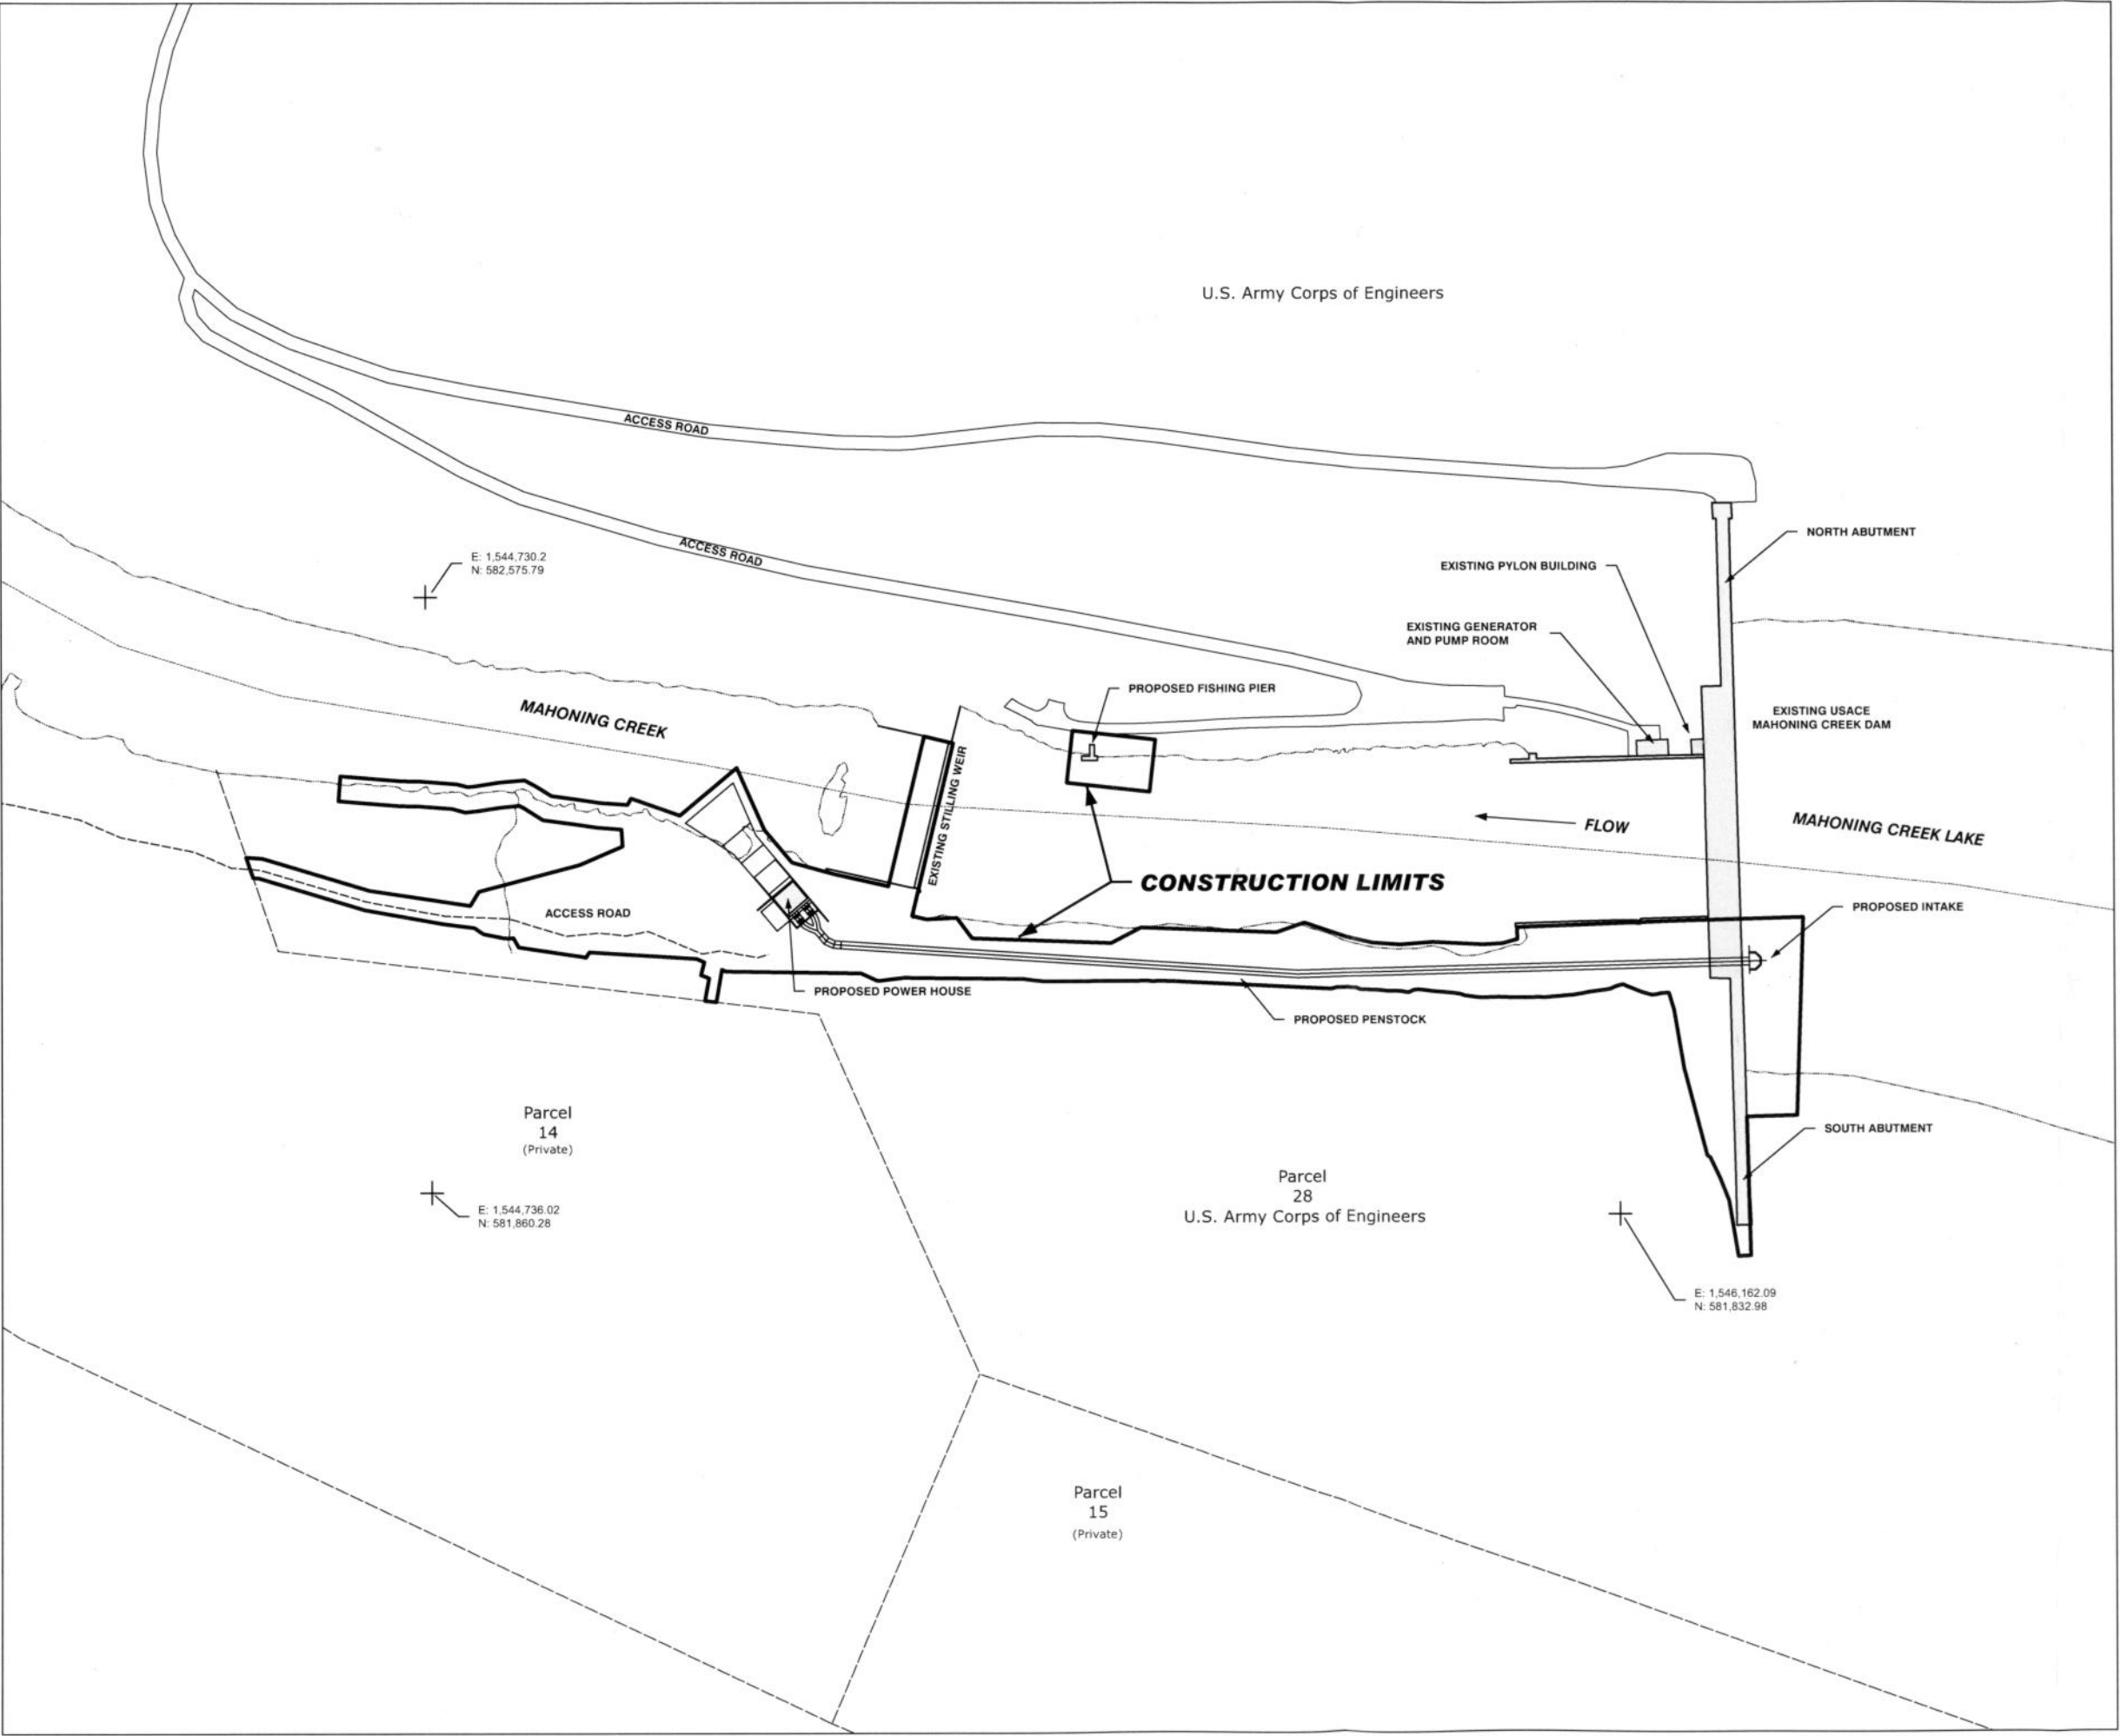 U.S. Army Corps of Engineers
ACCESS ROAD
ACCESS ROAD
E: 1,544,730.2
N: 582,575.79
NORTH ABUTMENT
EXISTING PYLON BUILDING
EXISTING GENERATOR
AND PUMP ROOM
PROPOSED FISHING PIER
MAHONING CREEK
EXISTING USACE
MAHONING CREEK DAM
EXISTING STILLING WEIR
FLOW
MAHONING CREEK LAKE
CONSTRUCTION LIMITS
PROPOSED INTAKE
ACCESS ROAD
PROPOSED POWER HOUSE
PROPOSED PENSTOCK
Parcel
14
(Private)
SOUTH ABUTMENT
Parcel
28
U.S. Army Corps of Engineers
E: 1,544,736.02
N: 581,860.28
E: 1,546,162.09
N: 581,832.98
Parcel
15
(Private)